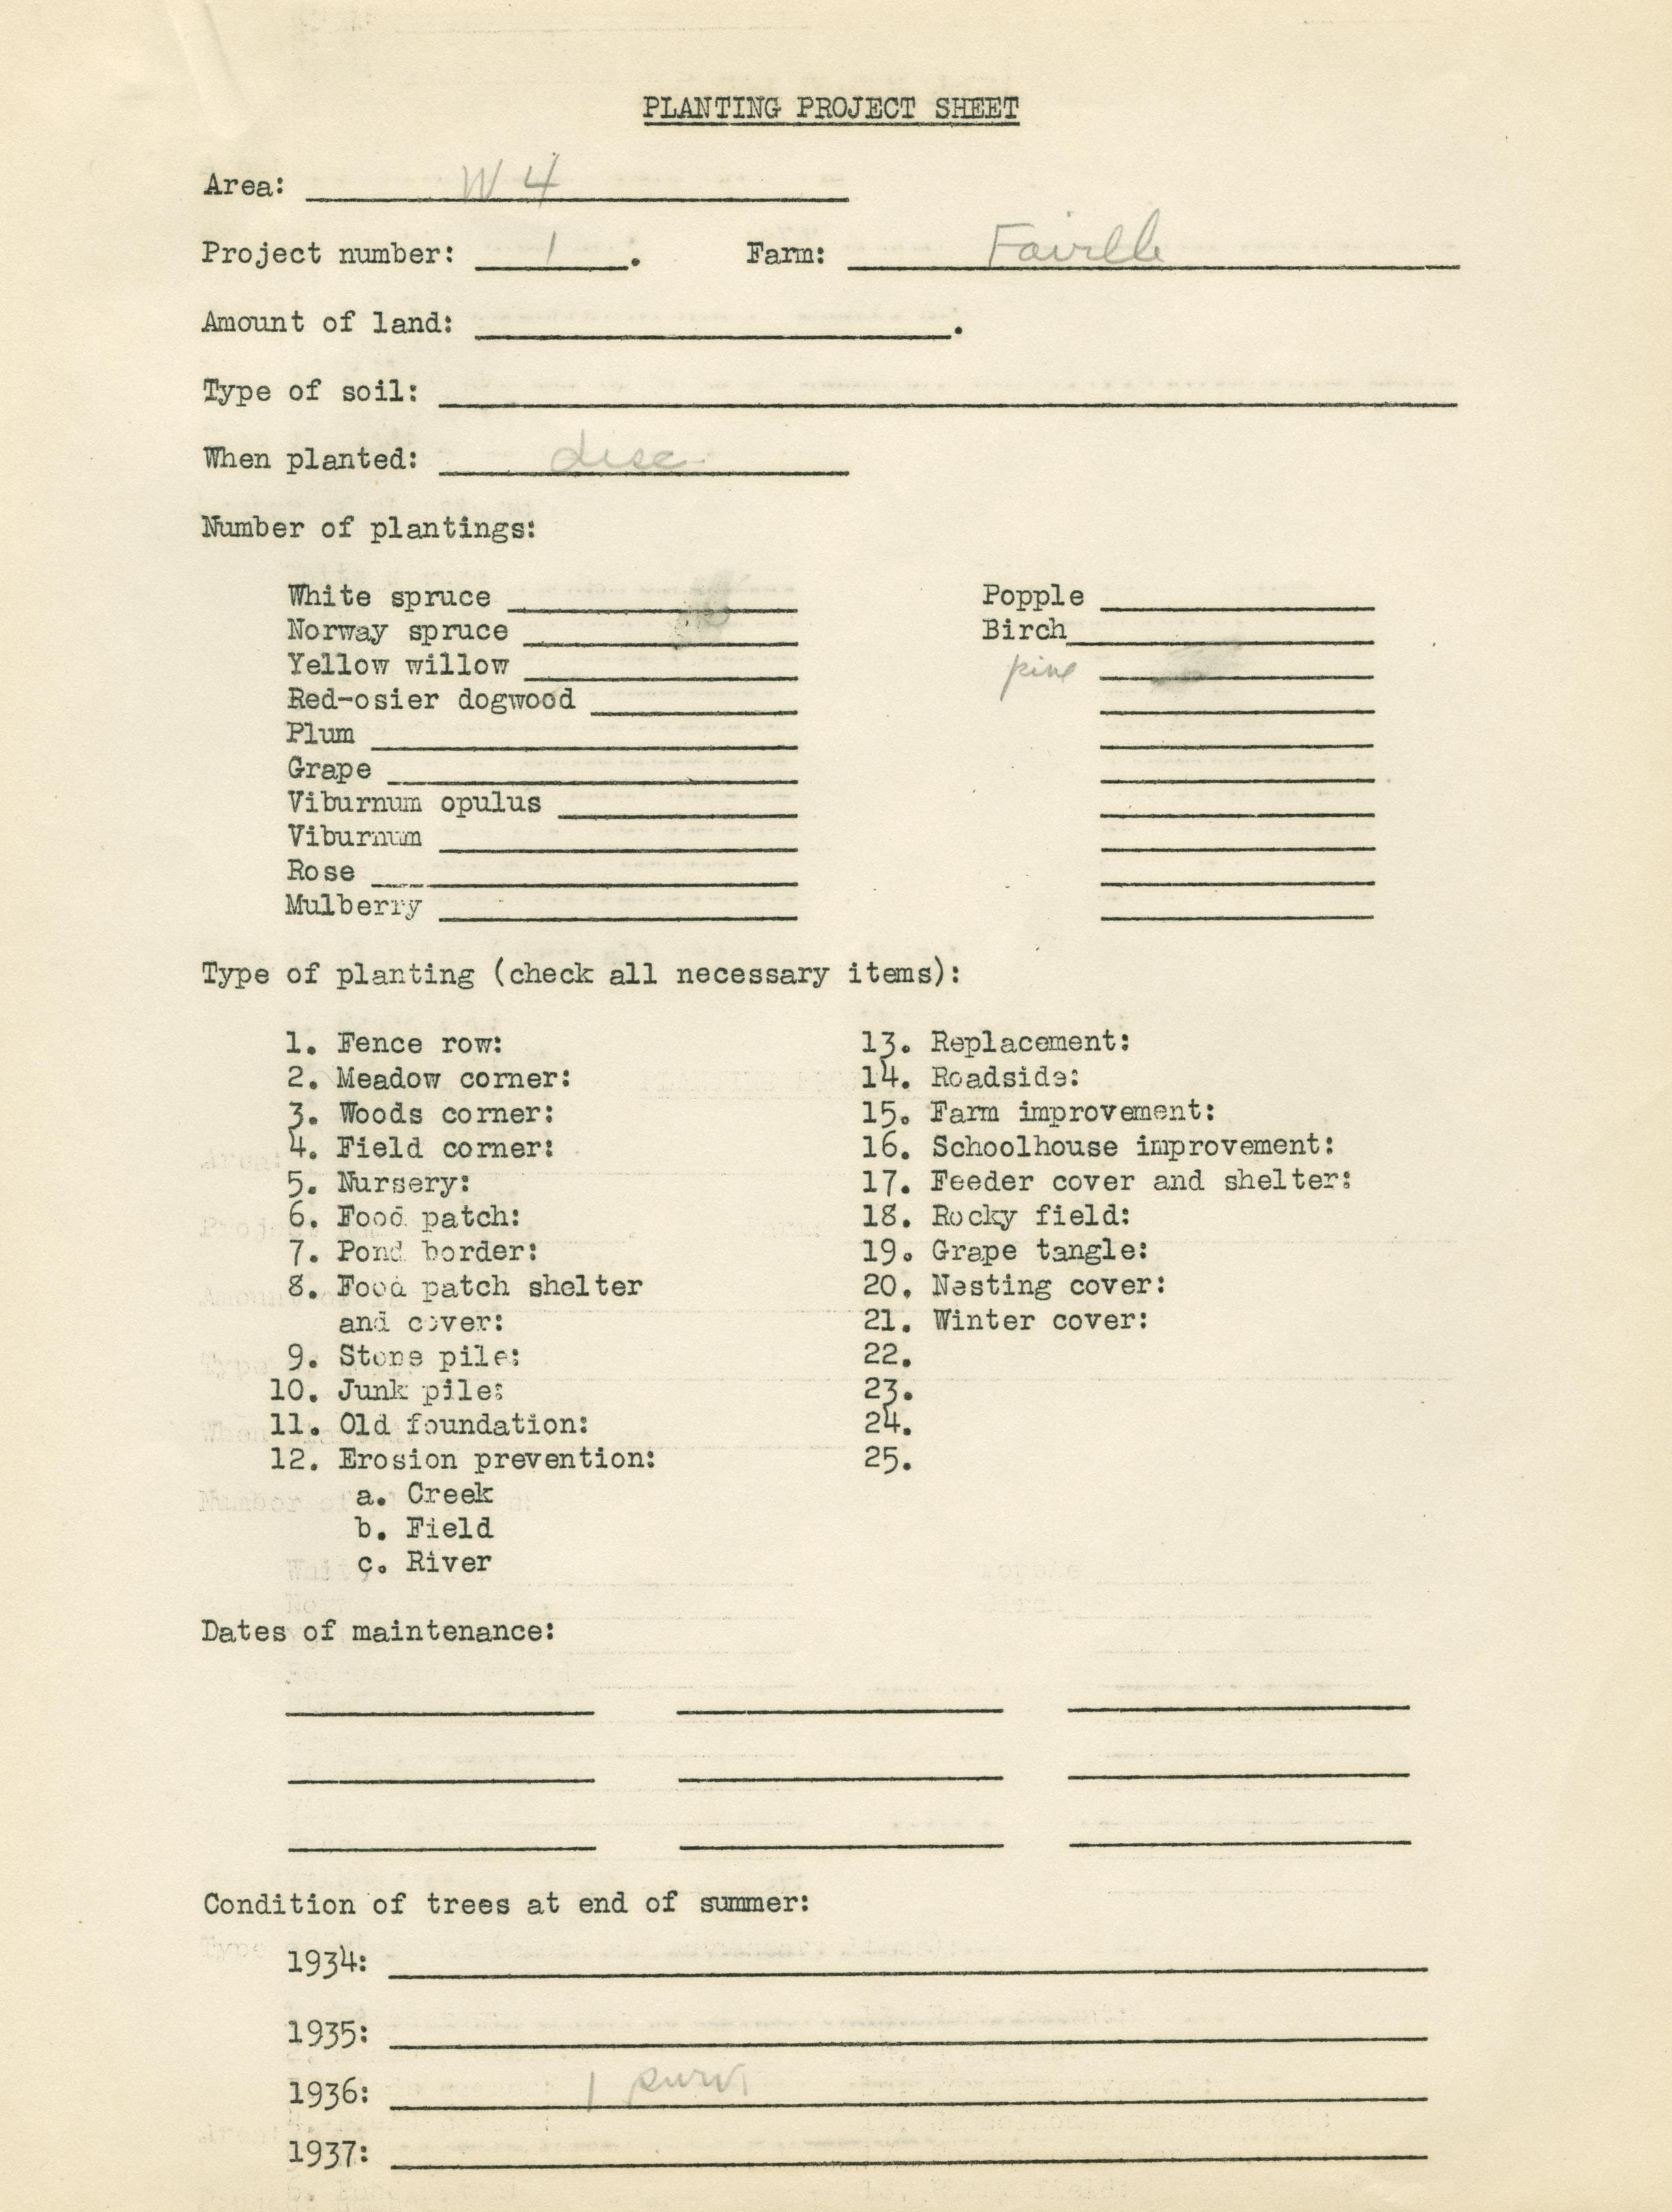 PLANTING PROJECT SHEET
Area: W 4
Project number: 1 . Farm:
Amount of land: .
Type of soil:
When planted: disc
Number of plantings:
White spruce Popple
Norway spruce Birch
Yellow willow pine
Red-osier dogwood
Plum
Grape
Viburnum opulus
Viburnum
Rose
Mulberry
Type of planting (check all necessary items):
1. Fence row:
2. Meadow corner:
3. Woods corner:
4. Field corner:
5. Nursery:
6. Food patch:
7. Pond border:
8. Food patch shelter
and cover:
9. Stone pile:
10. Junk pile:
11. Old foundation:
12. Erosion prevention:
a. Creek
b. Field
c. River
13. Replacement:
14. Roadside:
15. Farm improvement:
16. Schoolhouse improvement:
17. Feeder cover and shelter:
18. Rocky field:
19. Grape tangle:
20. Nesting cover:
21. Winter cover:
22.
23.
24.
25.
Dates of maintenance:
Condition of trees at end of summer:
1934:
1935:
1936: 1 surv
1937: